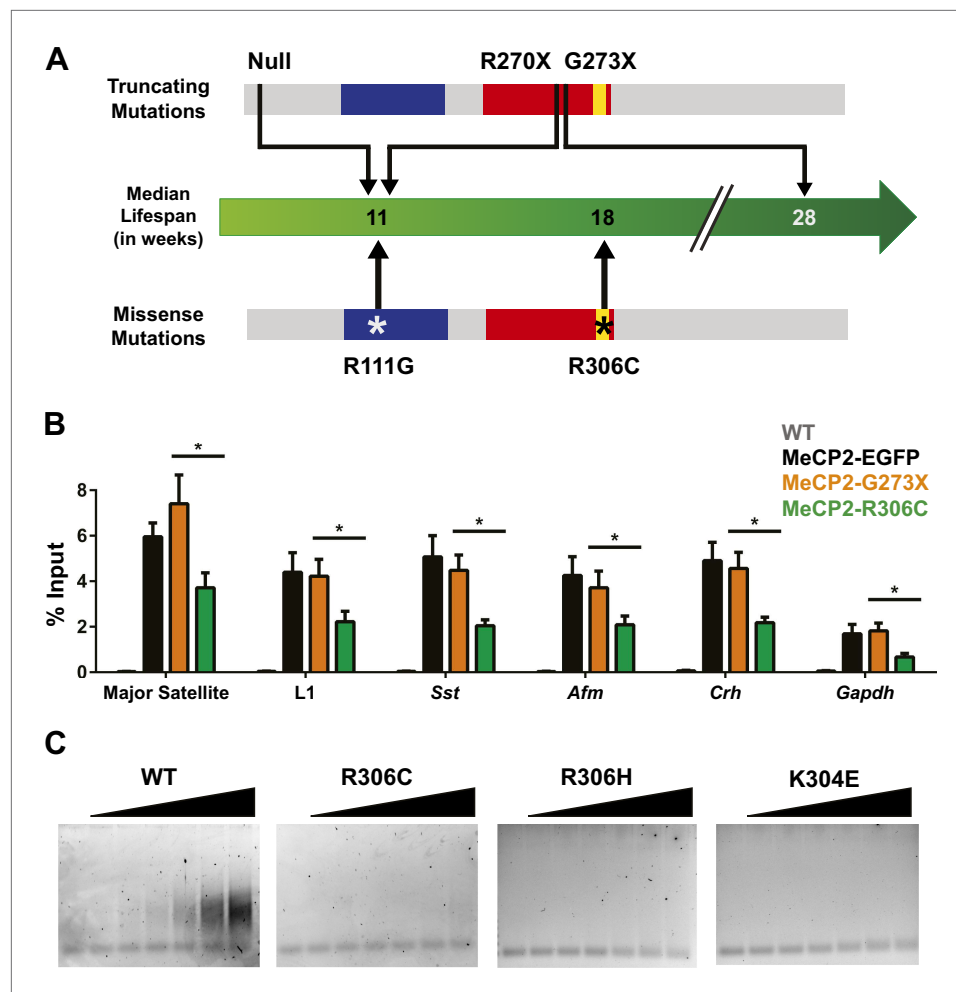 A
Null R270X G273X
Truncating
Mutations
Median
Lifespan
(in weeks)
11 18 28
Missense
Mutations
* *
R111G R306C
B
WT
MeCP2-EGFP
MeCP2-G273X
MeCP2-R306C
% Input
8
6
4
2
0
* * * * * *
Major Satellite L1 Sst Afm Crh Gapdh
C
WT R306C R306H K304E